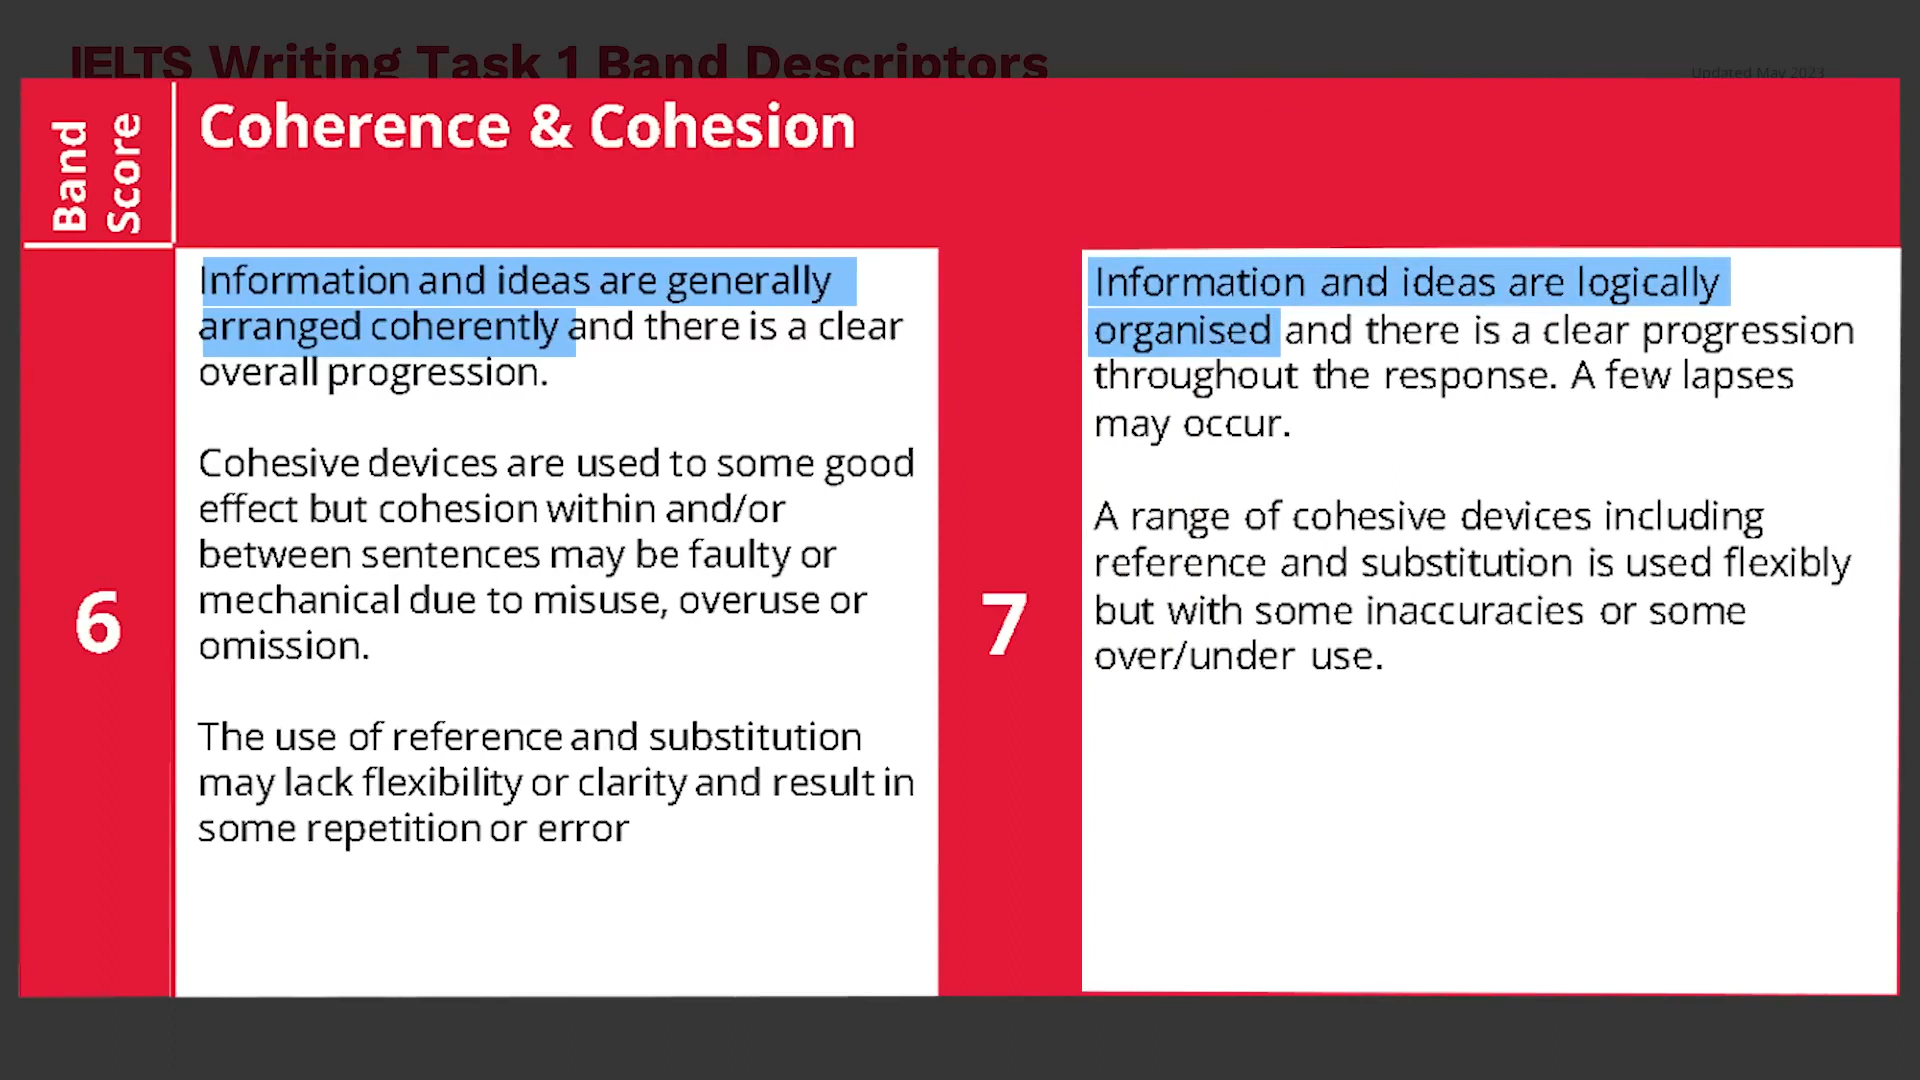 IELTS Writing Task 1 Band Descriptors
Updated May 2023
Band
Score
Coherence & Cohesion
6
Information and ideas are generally
arranged coherently and there is a clear
overall progression.
Cohesive devices are used to some good
effect but cohesion within and/or
between sentences may be faulty or
mechanical due to misuse, overuse or
omission.
The use of reference and substitution
may lack flexibility or clarity and result in
some repetition or error
7
Information and ideas are logically
organised and there is a clear progression
throughout the response. A few lapses
may occur.
A range of cohesive devices including
reference and substitution is used flexibly
but with some inaccuracies or some
over/under use.